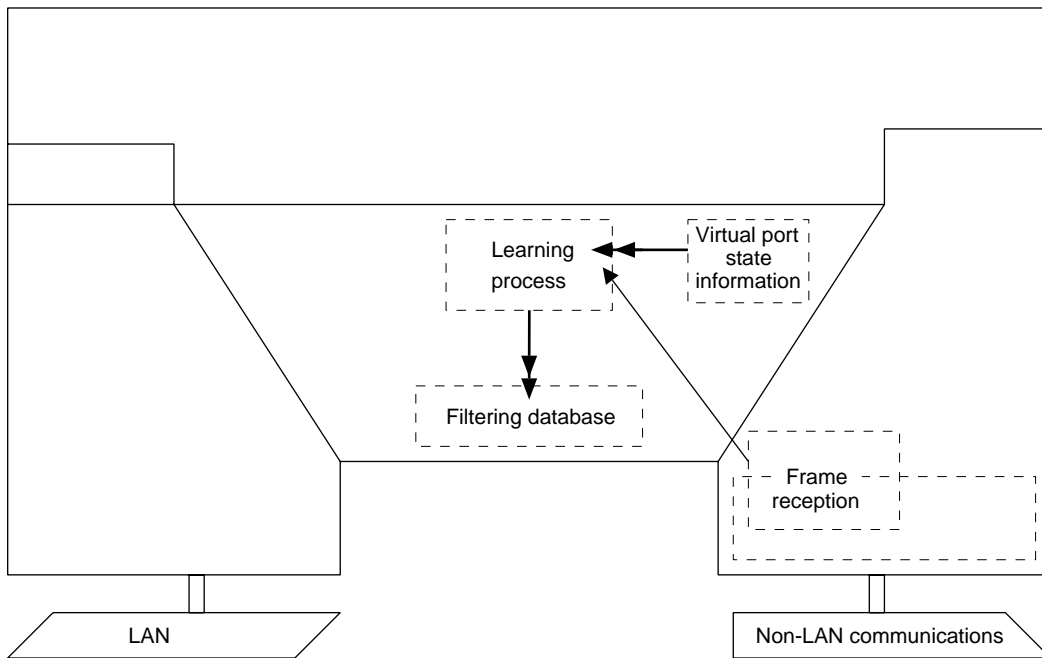 Learning
process
Virtual port
state
information
Filtering database
Frame
reception
LAN
Non-LAN communications